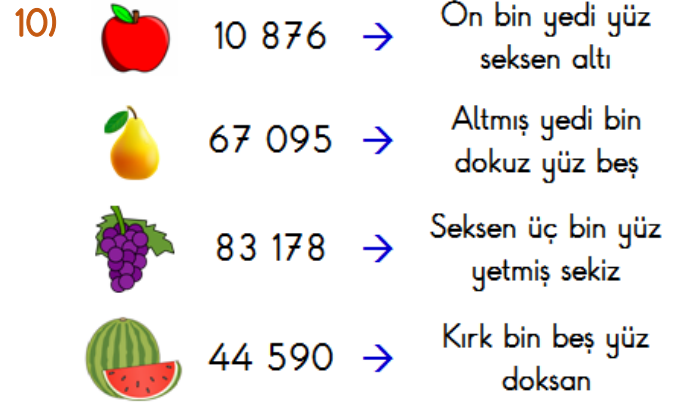 10)
10 876 → On bin yedi yüz
seksen altı
67 095 → Altmış yedi bin
dokuz yüz beş
83 178 → Seksen üç bin yüz
yetmiş sekiz
44 590 → Kırk bin beş yüz
doksan